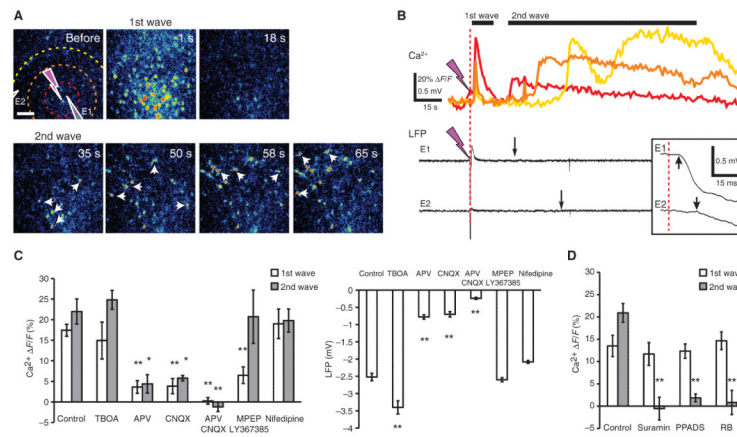 A
1st wave
Before
1 s
18 s
E2
E1
2nd wave
35 s
50 s
58 s
65 s
B
1st wave
2nd wave
Ca2+
20% ΔF/F
0.5 mV
15 s
LFP
E1
E2
E1
0.5 mV
15 ms
E2
C
1st wave
2nd wave
Ca2+ ΔF/F (%)
30
25
20
15
10
5
0
−5
** * ** * ** ** **
Control TBOA APV CNQX APV MPEP Nifedipine
CNQX LY367385
Control TBOA APV CNQX APV MPEP Nifedipine
CNQX LY367385
LFP (mV)
0
−0.5
−1
−1.5
−2
−2.5
−3
−3.5
−4
** ** ** **
D
1st wave
2nd wave
Ca2+ ΔF/F (%)
30
25
20
15
10
5
0
−5
** ** **
Control Suramin PPADS RB